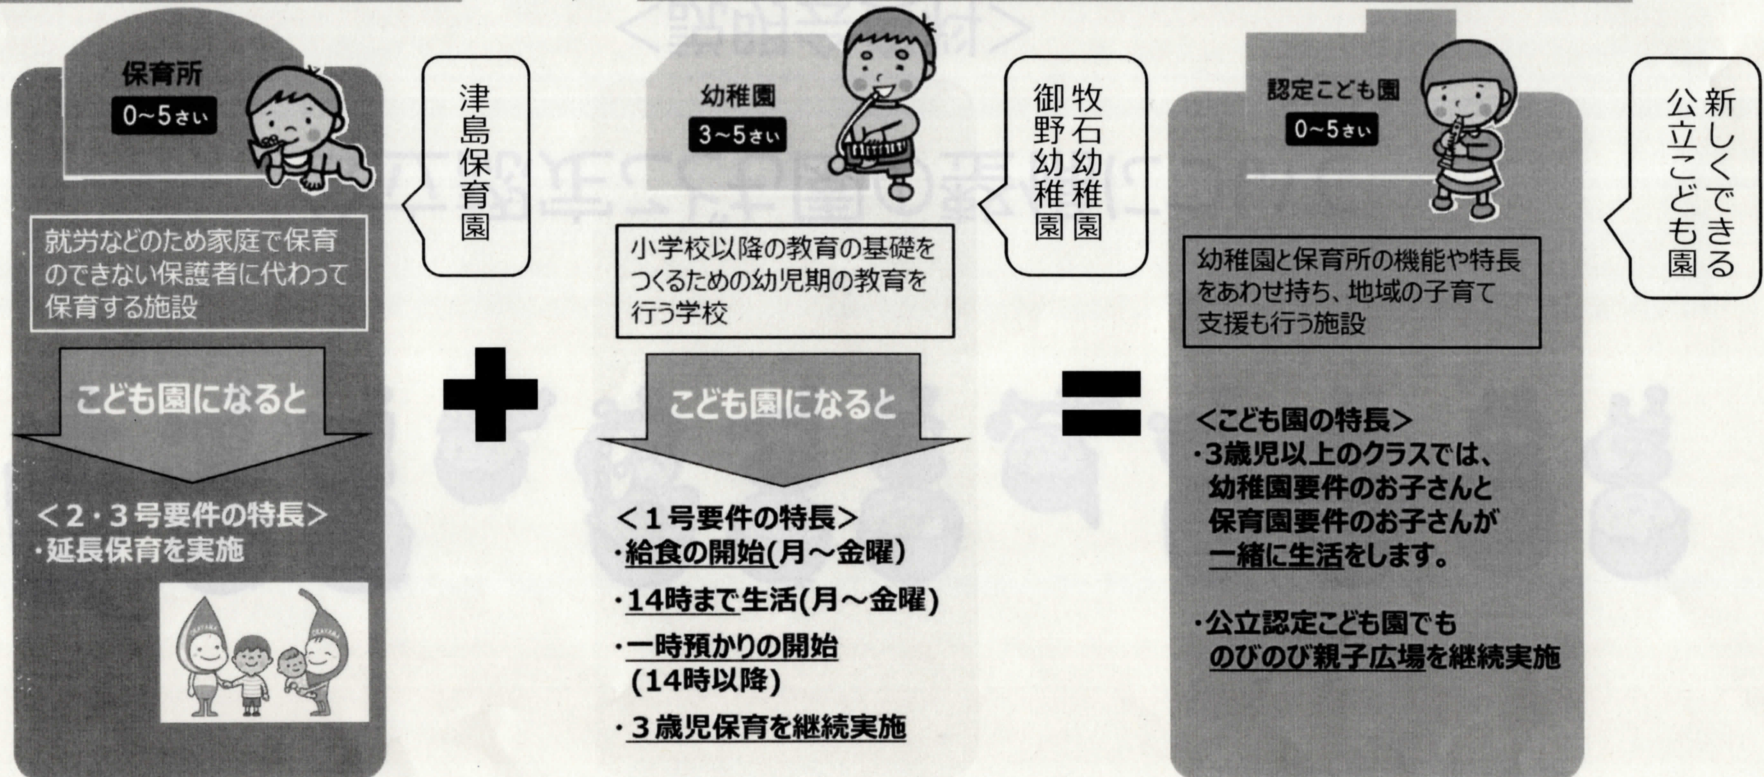 保育所
0～5さい
津島保育園
就労などのため家庭で保育
のできない保護者に代わって
保育する施設
こども園になると
＜２・３号要件の特長＞
・延長保育を実施
幼稚園
3～5さい
牧石幼稚園
御野幼稚園
小学校以降の教育の基礎を
つくるための幼児期の教育を
行う学校
こども園になると
＜１号要件の特長＞
・給食の開始(月～金曜)
・14時まで生活(月～金曜)
・一時預かりの開始
(14時以降)
・３歳児保育を継続実施
認定こども園
0～5さい
新しくできる
公立こども園
幼稚園と保育所の機能や特長
をあわせ持ち、地域の子育て
支援も行う施設
＜こども園の特長＞
・3歳児以上のクラスでは、
幼稚園要件のお子さんと
保育園要件のお子さんが
一緒に生活をします。
・公立認定こども園でも
のびのび親子広場を継続実施